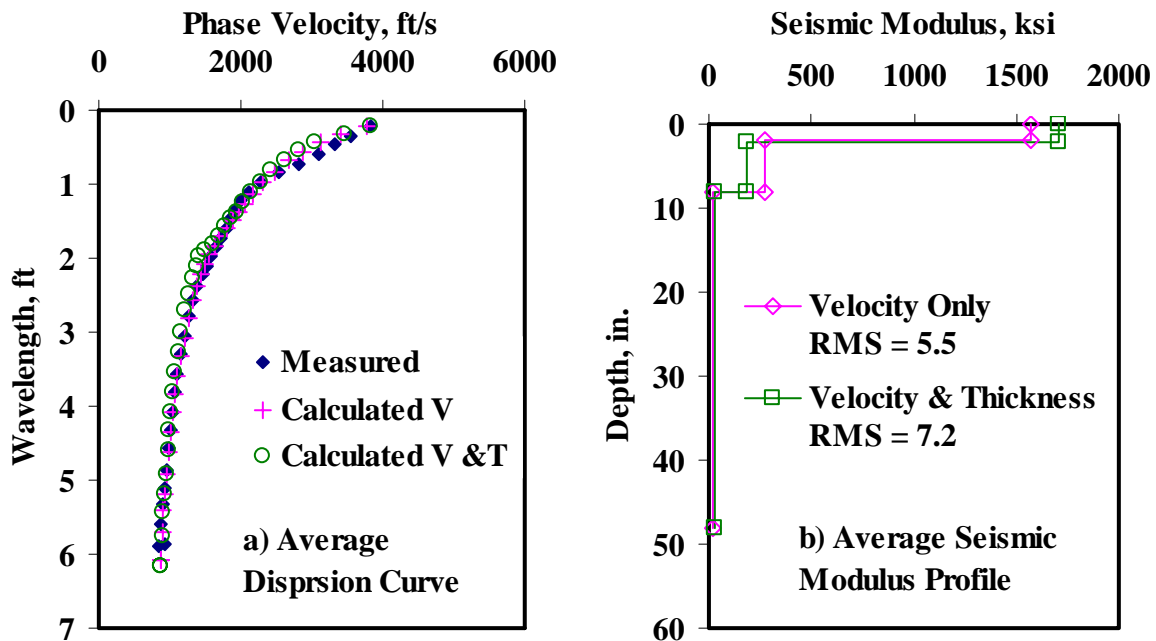 Phase Velocity, ft/s
0 2000 4000 6000
0
1
2
3
4
5
6
7
Wavelength, ft
Measured
Calculated V
Calculated V &T
a) Average
Disprsion Curve
Seismic Modulus, ksi
0 500 1000 1500 2000
0
10
20
30
40
50
60
Depth, in.
Velocity Only
RMS = 5.5
Velocity & Thickness
RMS = 7.2
b) Average Seismic
Modulus Profile